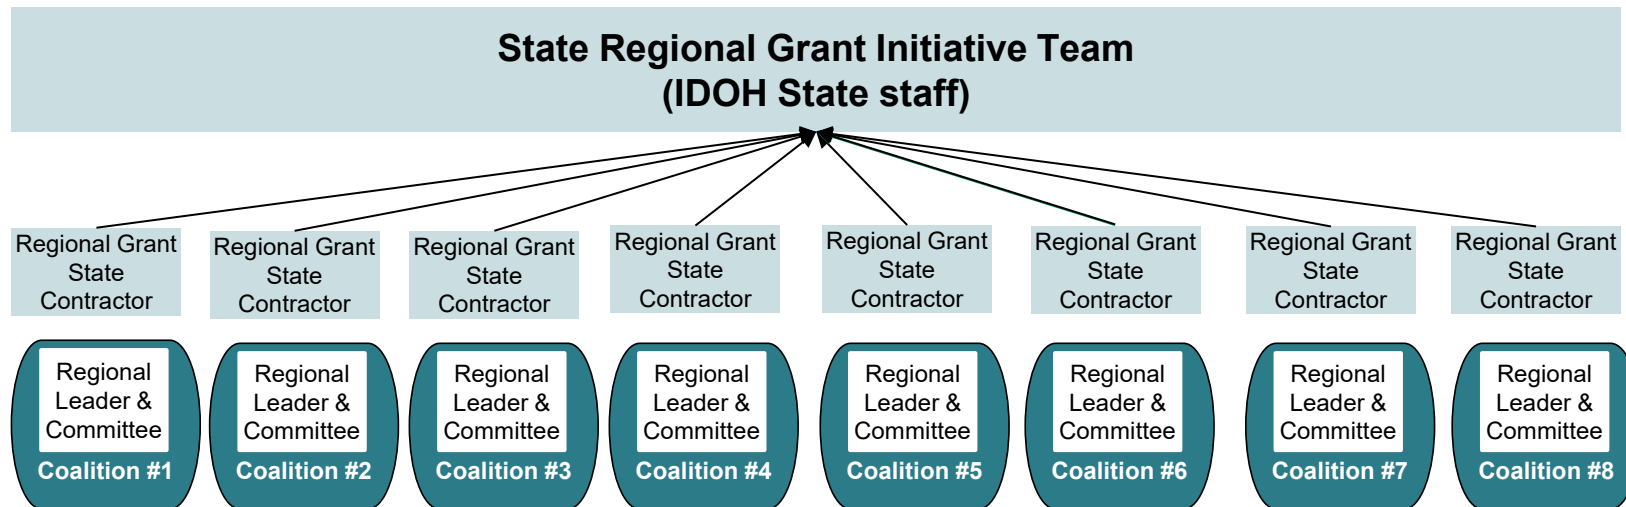 State Regional Grant Initiative Team
(IDOH State staff)
Regional Grant
State
Contractor
Regional Grant
State
Contractor
Regional Grant
State
Contractor
Regional Grant
State
Contractor
Regional Grant
State
Contractor
Regional Grant
State
Contractor
Regional Grant
State
Contractor
Regional Grant
State
Contractor
Regional
Leader &
Committee
Coalition #1
Regional
Leader &
Committee
Coalition #2
Regional
Leader &
Committee
Coalition #3
Regional
Leader &
Committee
Coalition #4
Regional
Leader &
Committee
Coalition #5
Regional
Leader &
Committee
Coalition #6
Regional
Leader &
Committee
Coalition #7
Regional
Leader &
Committee
Coalition #8